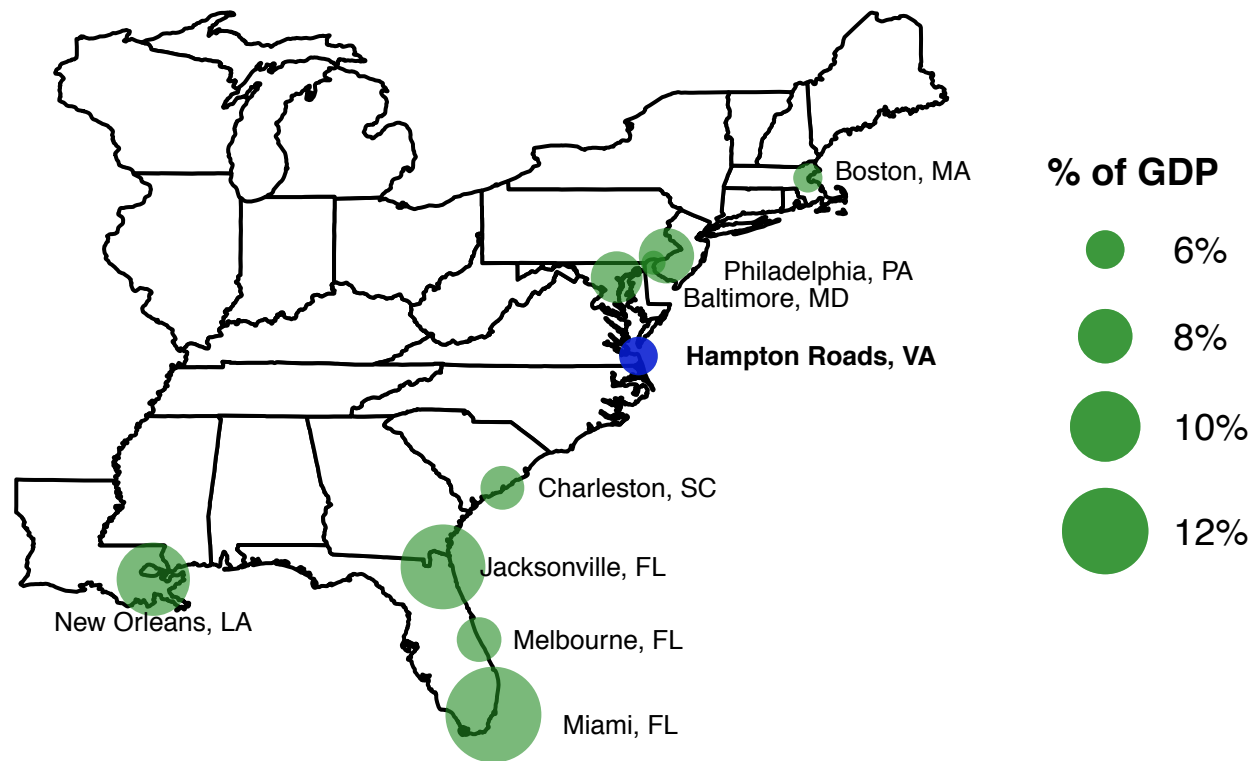 Boston, MA
% of GDP
6%
Philadelphia, PA
Baltimore, MD
8%
Hampton Roads, VA
10%
Charleston, SC
12%
Jacksonville, FL
New Orleans, LA
Melbourne, FL
Miami, FL